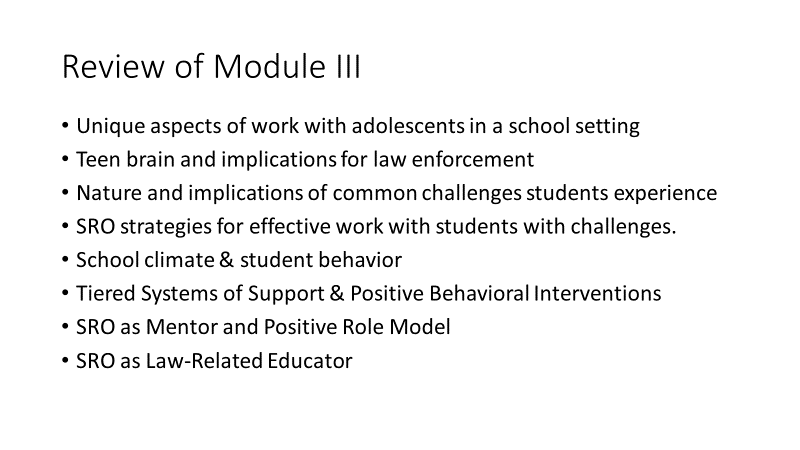 Review of Module III
• Unique aspects of work with adolescents in a school setting
• Teen brain and implications for law enforcement
• Nature and implications of common challenges students experience
• SRO strategies for effective work with students with challenges.
• School climate & student behavior
• Tiered Systems of Support & Positive Behavioral Interventions
• SRO as Mentor and Positive Role Model
• SRO as Law-Related Educator